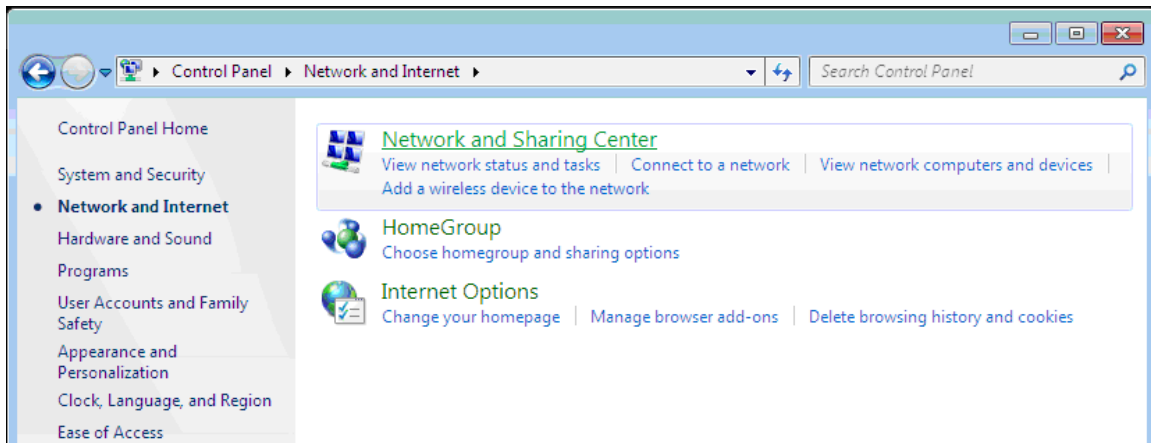 Control Panel Network and Internet
Search Control Panel
Control Panel Home
System and Security
Network and Internet
Hardware and Sound
Programs
User Accounts and Family
Safety
Appearance and
Personalization
Clock, Language, and Region
Ease of Access
Network and Sharing Center
View network status and tasks Connect to a network View network computers and devices
Add a wireless device to the network
HomeGroup
Choose homegroup and sharing options
Internet Options
Change your homepage Manage browser add-ons Delete browsing history and cookies